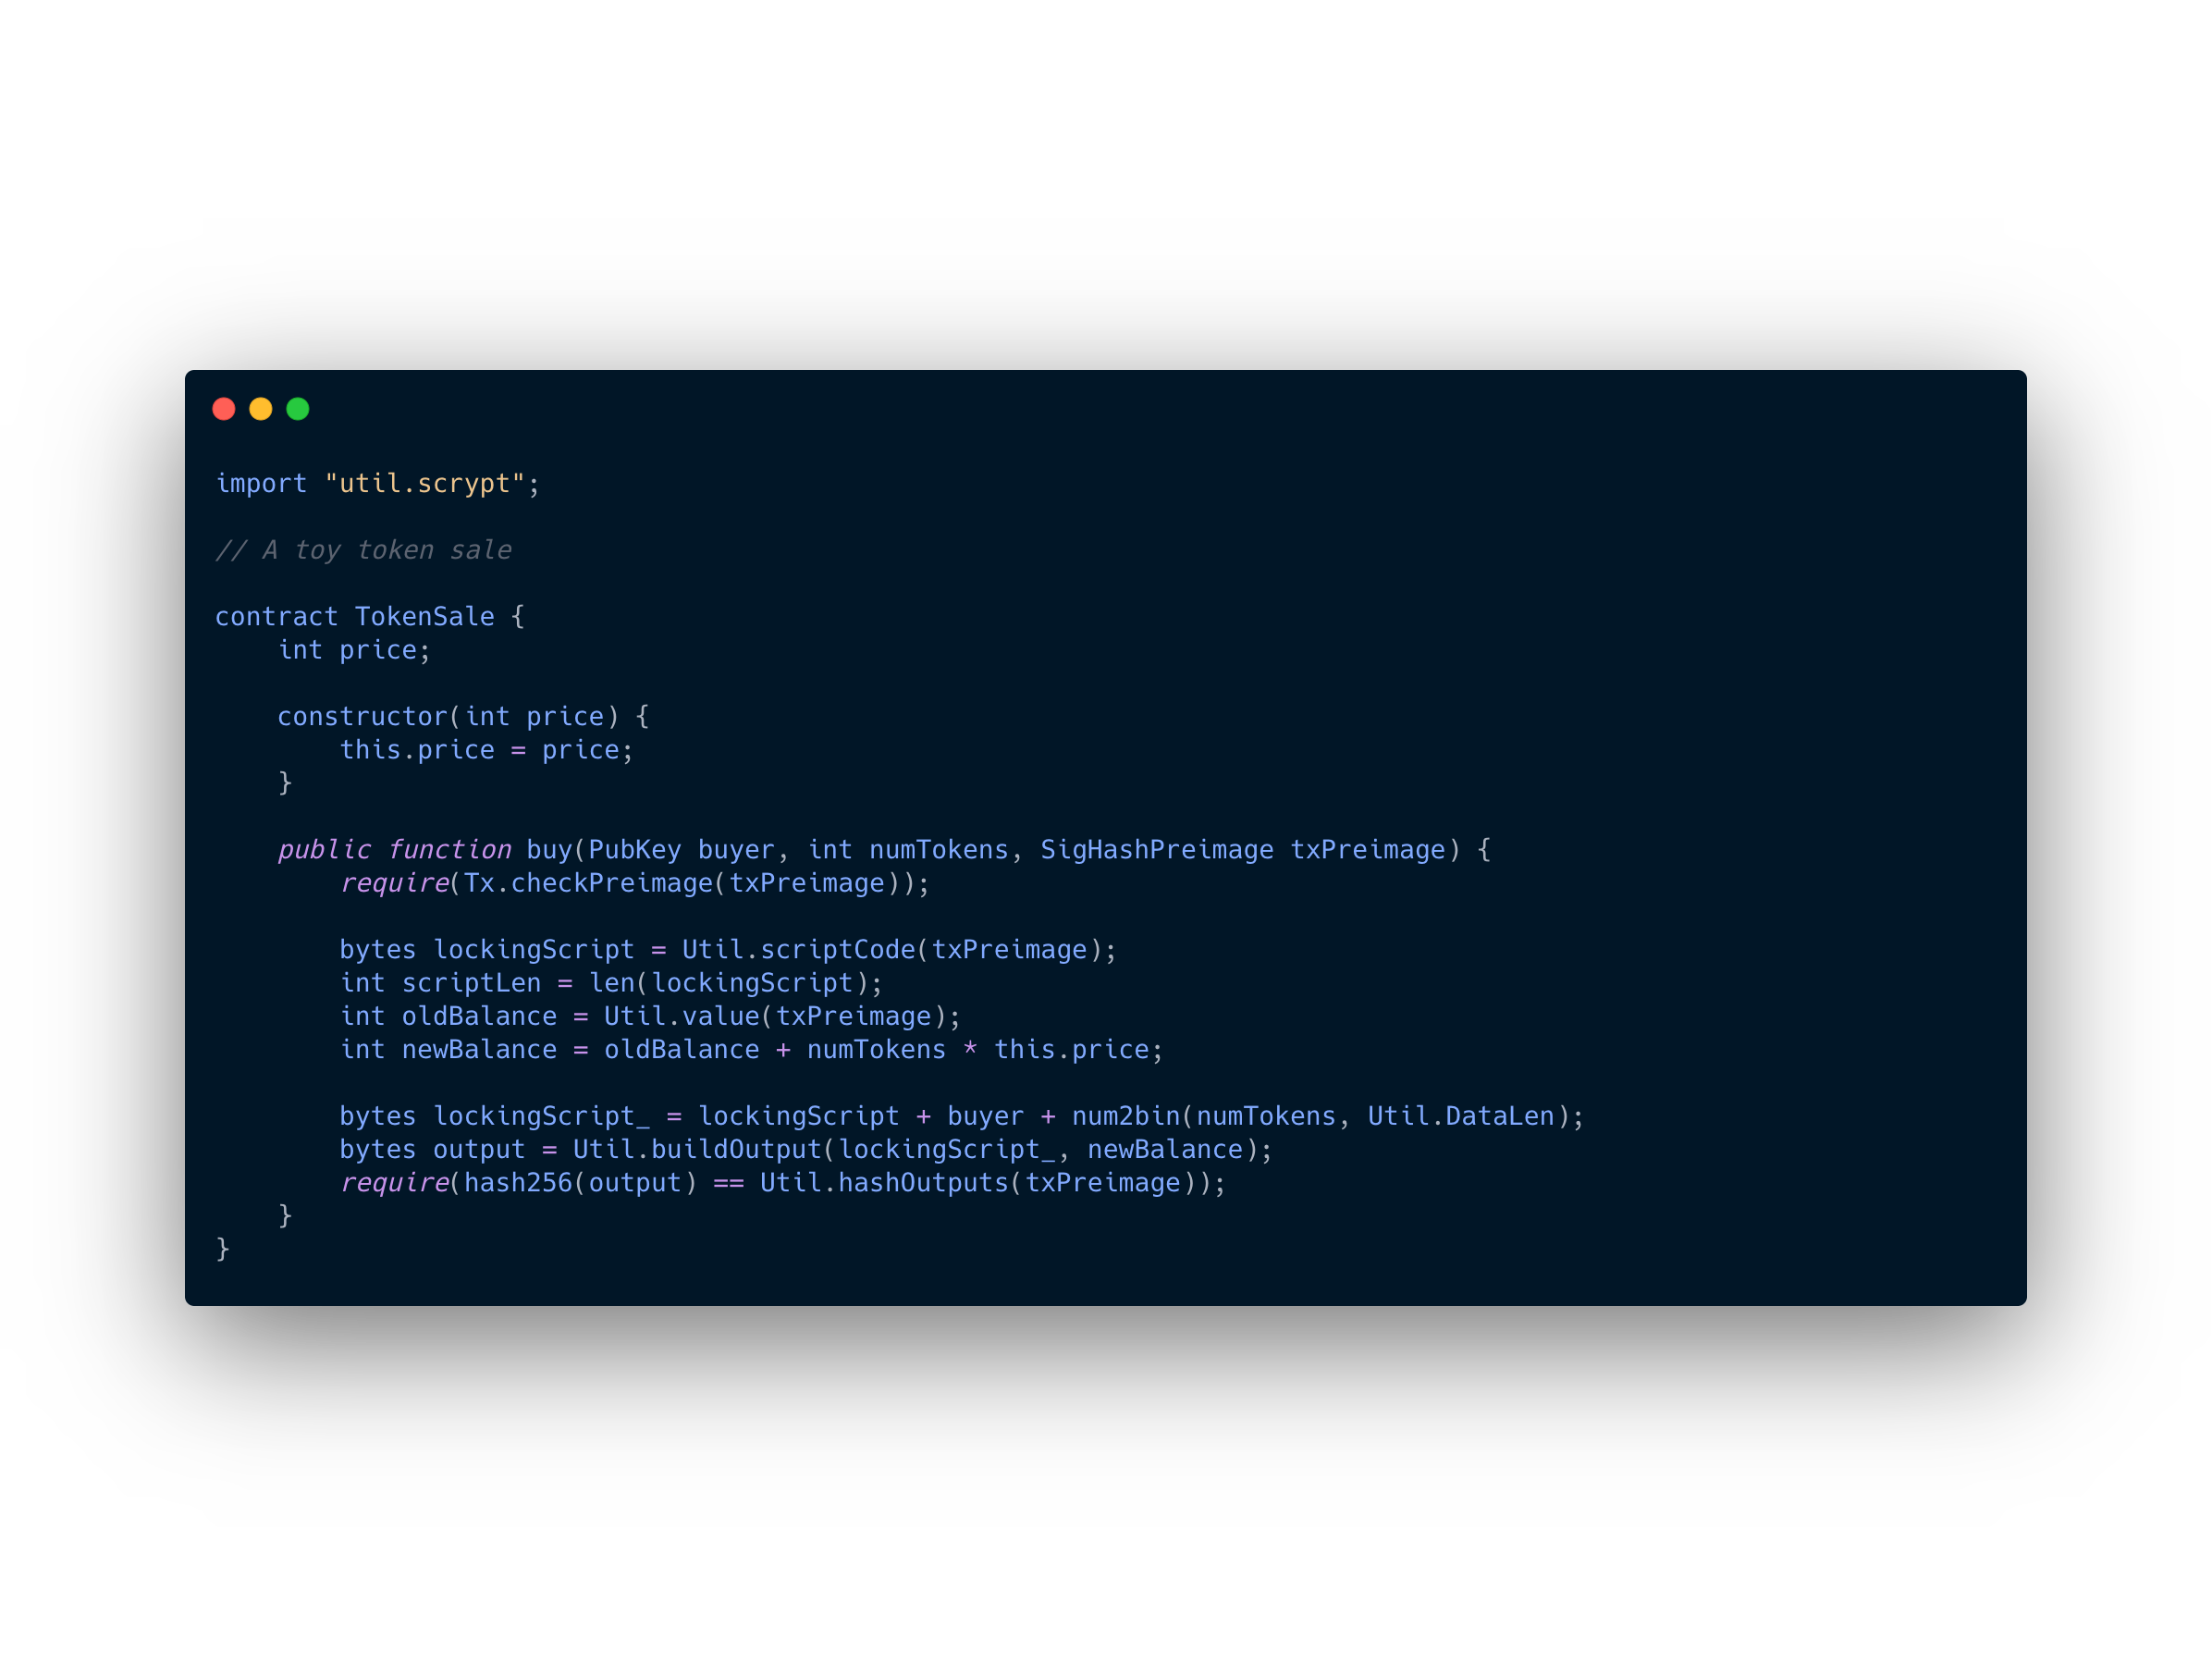 import "util.scrypt";
// A toy token sale
contract TokenSale {
    int price;
    constructor(int price) {
        this.price = price;
    }
    public function buy(PubKey buyer, int numTokens, SigHashPreimage txPreimage) {
        require(Tx.checkPreimage(txPreimage));
        bytes lockingScript = Util.scriptCode(txPreimage);
        int scriptLen = len(lockingScript);
        int oldBalance = Util.value(txPreimage);
        int newBalance = oldBalance + numTokens * this.price;
        bytes lockingScript_ = lockingScript + buyer + num2bin(numTokens, Util.DataLen);
        bytes output = Util.buildOutput(lockingScript_, newBalance);
        require(hash256(output) == Util.hashOutputs(txPreimage));
    }
}